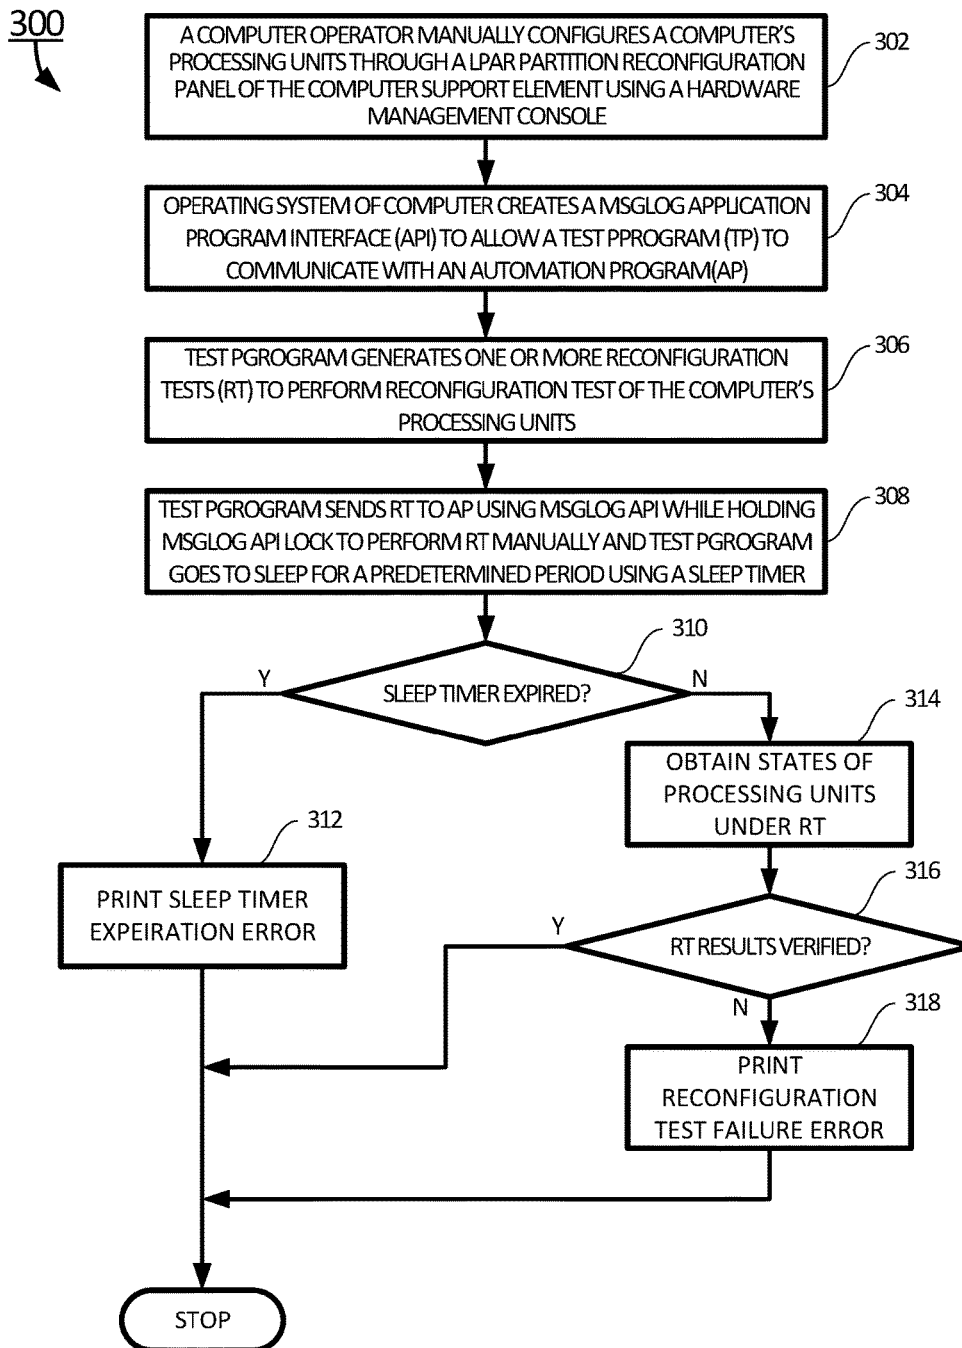 300
A COMPUTER OPERATOR MANUALLY CONFIGURES A COMPUTER'S
PROCESSING UNITS THROUGH A LPAR PARTITION RECONFIGURATION
PANEL OF THE COMPUTER SUPPORT ELEMENT USING A HARDWARE
MANAGEMENT CONSOLE
302
OPERATING SYSTEM OF COMPUTER CREATES A MSGLOG APPLICATION
PROGRAM INTERFACE (API) TO ALLOW A TEST PPROGRAM (TP) TO
COMMUNICATE WITH AN AUTOMATION PROGRAM(AP)
304
TEST PGROGRAM GENERATES ONE OR MORE RECONFIGURATION
TESTS (RT) TO PERFORM RECONFIGURATION TEST OF THE COMPUTER'S
PROCESSING UNITS
306
TEST PGROGRAM SENDS RT TO AP USING MSGLOG API WHILE HOLDING
MSGLOG API LOCK TO PERFORM RT MANUALLY AND TEST PGROGRAM
GOES TO SLEEP FOR A PREDETERMINED PERIOD USING A SLEEP TIMER
308
310
Y
SLEEP TIMER EXPIRED?
N
314
OBTAIN STATES OF
PROCESSING UNITS
UNDER RT
312
PRINT SLEEP TIMER
EXPEIRATION ERROR
316
Y
RT RESULTS VERIFIED?
N
318
PRINT
RECONFIGURATION
TEST FAILURE ERROR
STOP